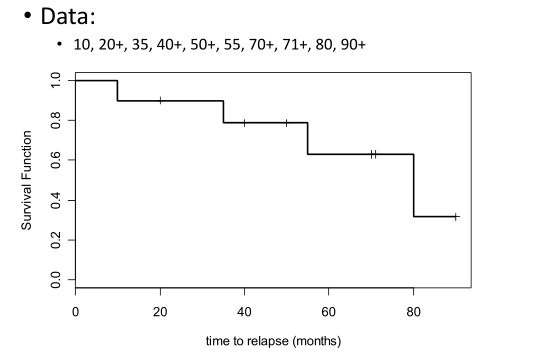 • Data:
• 10, 20+, 35, 40+, 50+, 55, 70+, 71+, 80, 90+
1.0
0.8
0.6
0.4
0.2
0.0
Survival Function
0 20 40 60 80
time to relapse (months)